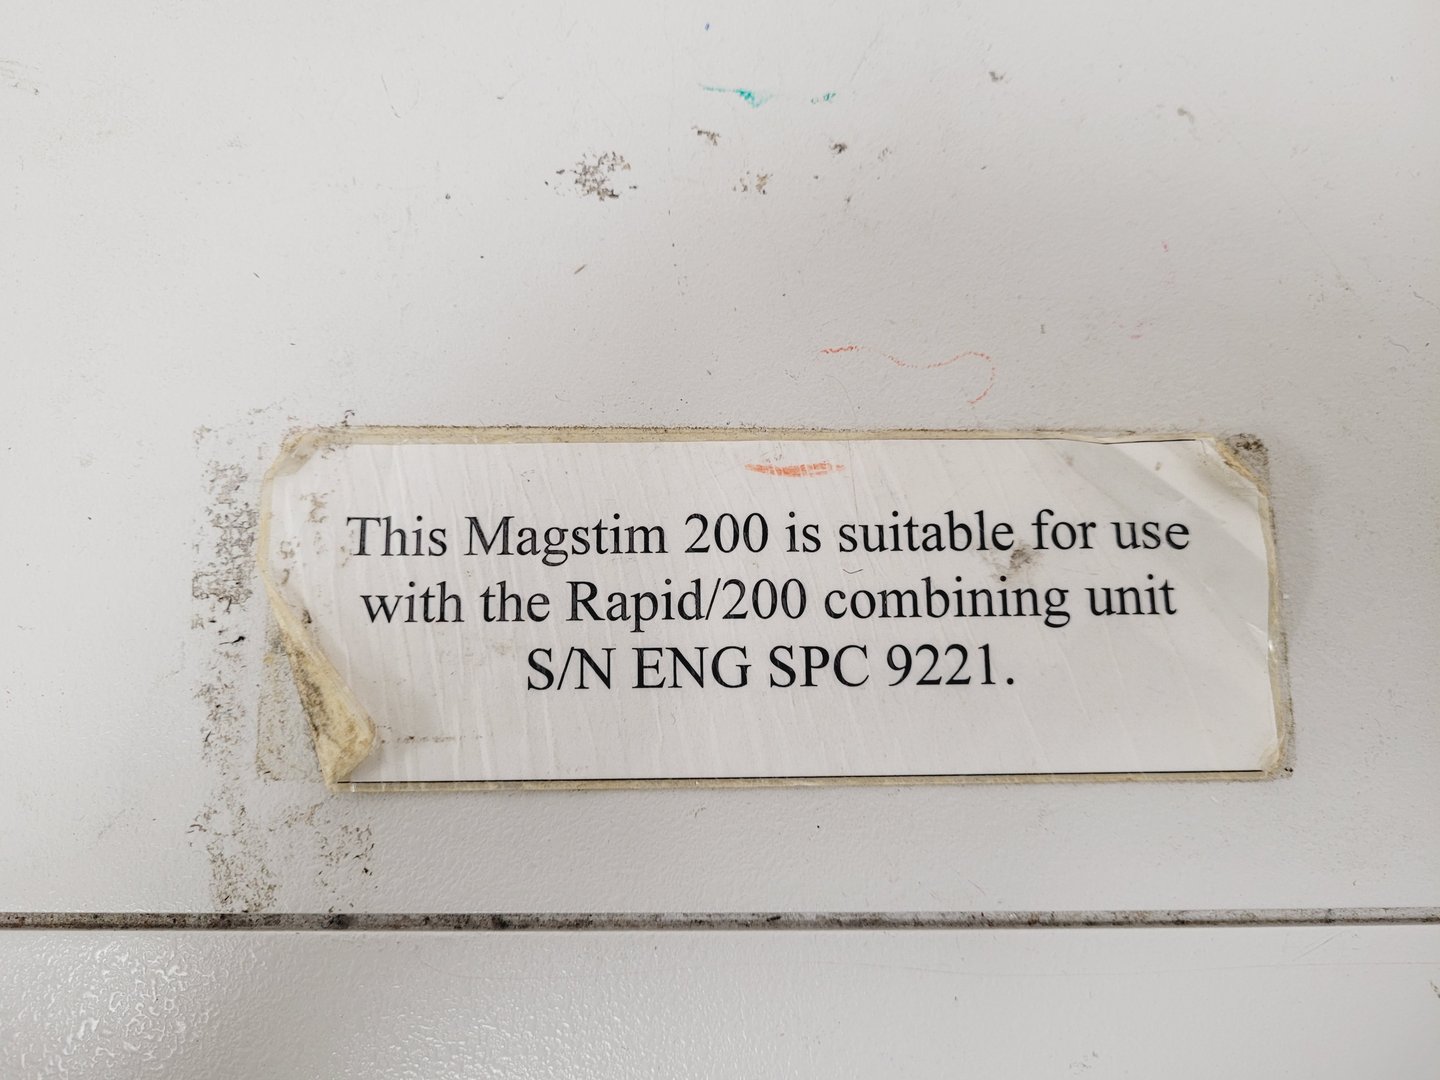 This Magstim 200 is suitable for use
with the Rapid/200 combining unit
S/N ENG SPC 9221.